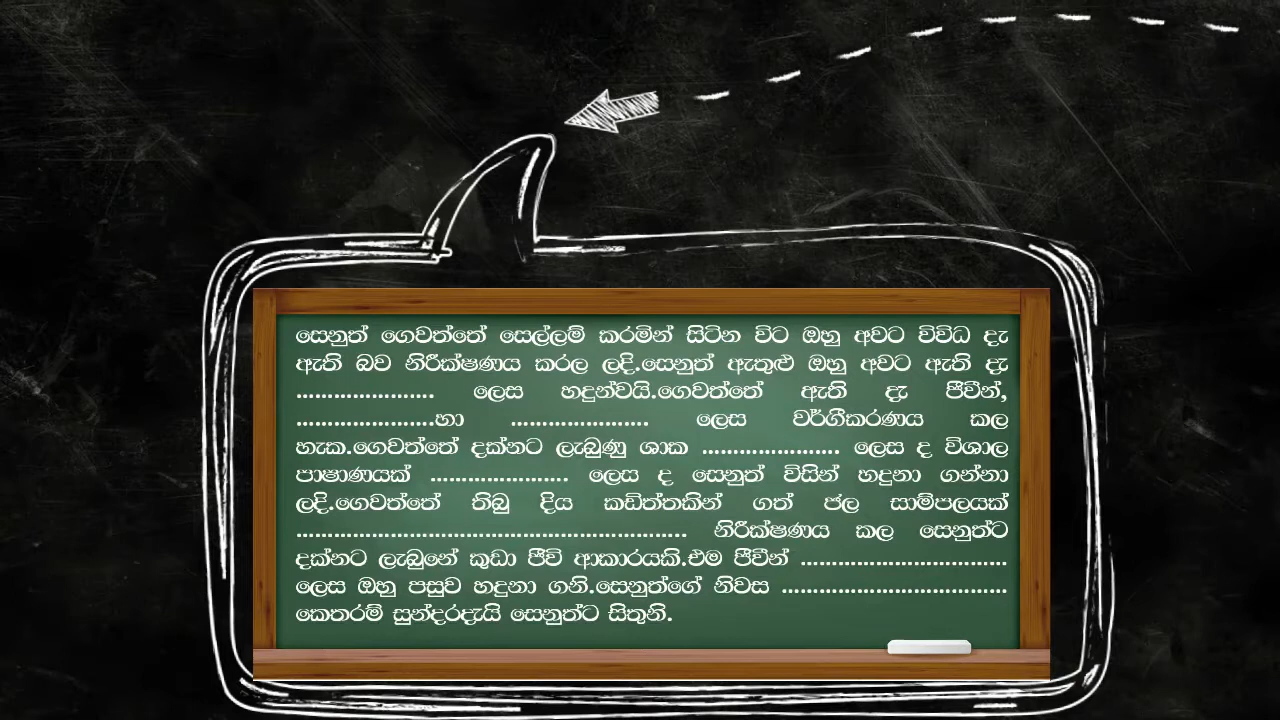 සෙනුත් ගෙවත්තේ සෙල්ලම් කරමින් සිටින විට ඔහු අවට විවිධ දෑ
ඇති බව නිරීක්ෂණය කරල ලදි.සෙනුත් ඇතුළු ඔහු අවට ඇති දෑ
...................... ලෙස හඳුන්වයි.ගෙවත්තේ ඇති දෑ ජීවීන්,
......................හා ...................... ලෙස වර්ගීකරණය කල
හැක.ගෙවත්තේ දක්නට ලැබුණු ශාක ...................... ලෙස ද විශාල
පාෂාණයක් ...................... ලෙස ද සෙනුත් විසින් හඳුනා ගන්නා
ලදි.ගෙවත්තේ තිබු දිය කඩිත්තකින් ගත් ජල සාම්පලයක්
.............................................................. නිරීක්ෂණය කල සෙනුත්ට
දක්නට ලැබුනේ කුඩා ජීවි ආකාරයකි.එම ජීවීන් .................................
ලෙස ඔහු පසුව හඳුනා ගනි.සෙනුත්ගේ නිවස ....................................
කෙතරම් සුන්දරදැයි සෙනුත්ට සිතුනි.